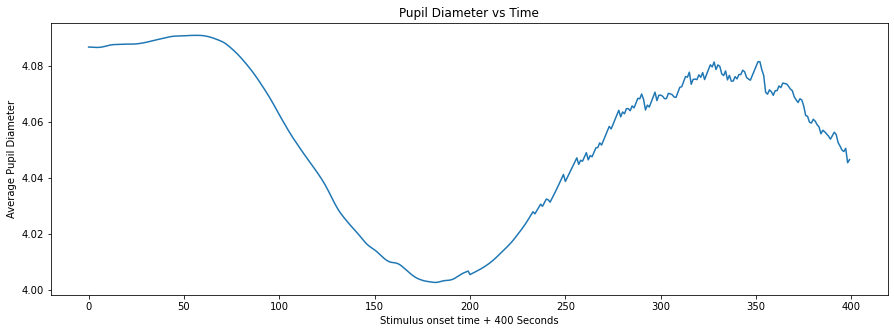 Pupil Diameter vs Time
Average Pupil Diameter
4.08
4.06
4.04
4.02
4.00
0 50 100 150 200 250 300 350 400
Stimulus onset time + 400 Seconds